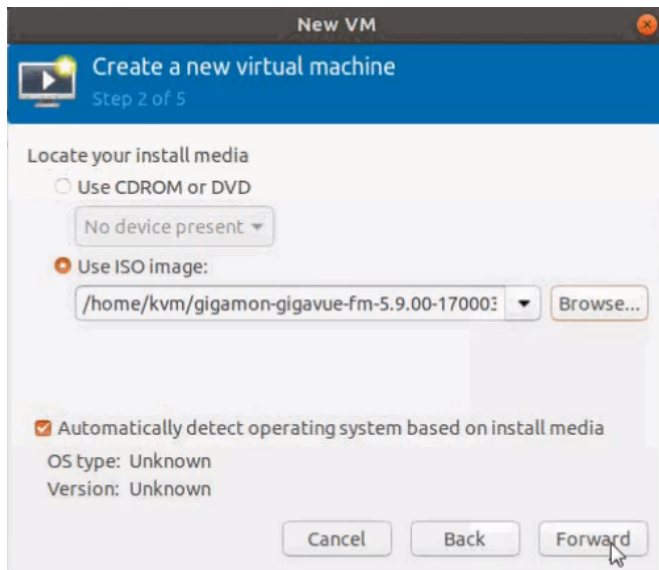 New VM
Create a new virtual machine
Step 2 of 5
Locate your install media
Use CDROM or DVD
No device present
Use ISO image:
/home/kvm/gigamon-gigavue-fm-5.9.00-170003 Browse...
Automatically detect operating system based on install media
OS type: Unknown
Version: Unknown
Cancel Back Forward